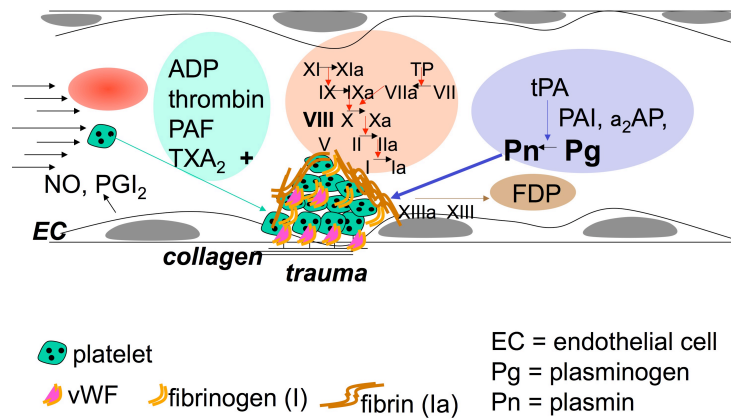 ADP
thrombin
PAF
TXA2 +
XI XIa
TP
IX IXa VIIa VII
VIII X Xa
V II IIa
I Ia
tPA
PAI, a2AP,
Pn Pg
NO, PGI2
FDP
XIIIa XIII
EC
collagen
trauma
platelet
vWF fibrinogen (I) fibrin (Ia)
EC = endothelial cell
Pg = plasminogen
Pn = plasmin